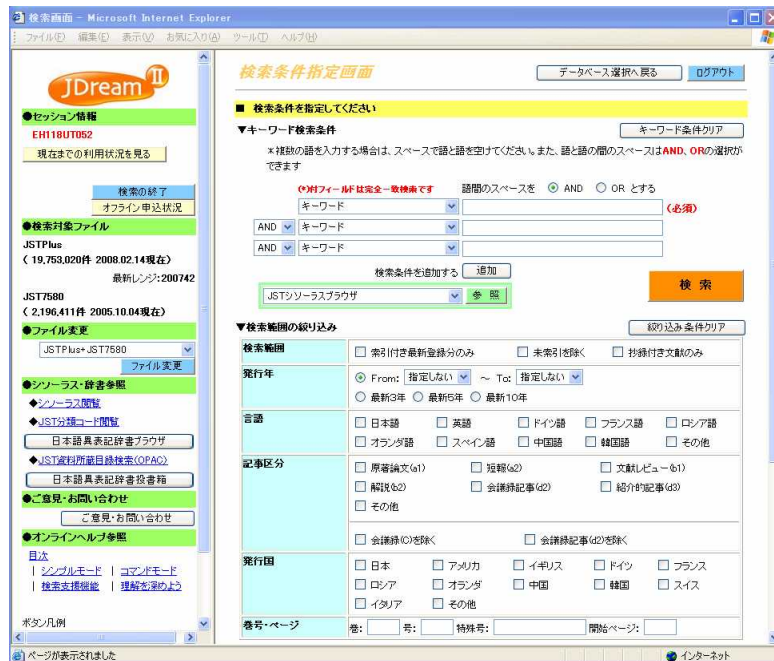 検索画面 - Microsoft Internet Explorer
ファイル(F) 編集(E) 表示(V) お気に入り(A) ツール(T) ヘルプ(H)
JDream II
●セッション情報
EH118UT052
現在までの利用状況を見る
検索の終了
オフライン申込状況
●検索対象ファイル
JSTPlus
( 19,753,020件 2008.02.14現在)
最新レンジ:200742
JST7580
( 2,196,411件 2005.10.04現在)
●ファイル変更
JSTPlus+JST7580
ファイル変更
●シソーラス・辞書参照
◆シソーラス閲覧
◆JST分類コード閲覧
日本語異表記辞書ブラウザ
◆JST資料所蔵目録検索(OPAC)
日本語異表記辞書投書箱
●ご意見・お問い合わせ
ご意見・お問い合わせ
●オンラインヘルプ参照
目次
| シンプルモード | コマンドモード
| 検索支援機能 | 理解を深めよう
ボタン凡例
検索条件指定画面
データベース選択へ戻る ログアウト
■ 検索条件を指定してください
▼キーワード検索条件 キーワード条件クリア
*複数の語を入力する場合は、スペースで語と語を空けてください。また、語と語の間のスペースはAND、ORの選択が
できます
(*)付フィールドは完全一致検索です 語間のスペースを AND OR とする
キーワード (必須)
AND キーワード
AND キーワード
検索条件を追加する 追加
JSTシソーラスブラウザ 参照
検索
▼検索範囲の絞り込み 絞り込み条件クリア
検索範囲 索引付き最新登録分のみ 未索引を除く 抄録付き文献のみ
発行年 From: 指定しない ~ To: 指定しない
最新3年 最新5年 最新10年
言語 日本語 英語 ドイツ語 フランス語 ロシア語
オランダ語 スペイン語 中国語 韓国語 その他
記事区分 原著論文(a1) 短報(a2) 文献レビュー(b1)
解説(b2) 会議録記事(d2) 紹介的記事(d3)
その他
会議録(C)を除く 会議録記事(d2)を除く
発行国 日本 アメリカ イギリス ドイツ フランス
ロシア オランダ 中国 韓国 スイス
イタリア その他
巻号・ページ 巻: 号: 特殊号: 開始ページ:
ページが表示されました インターネット